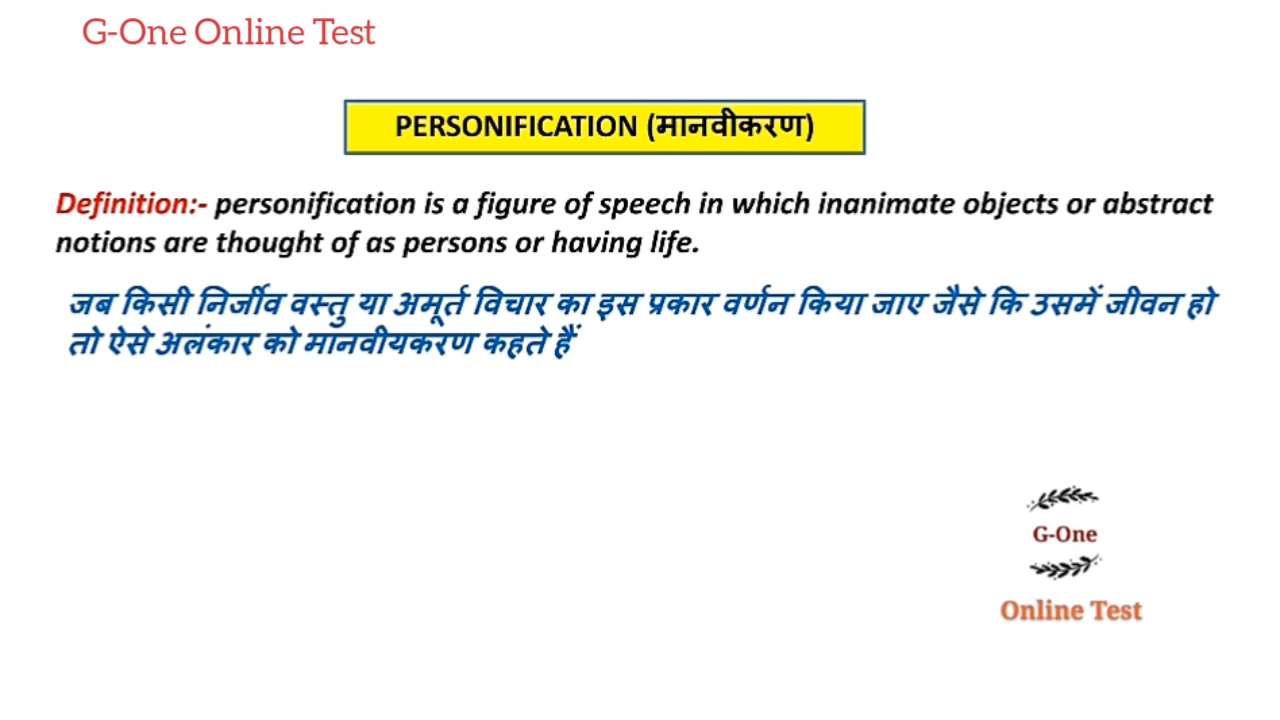 G-One Online Test
PERSONIFICATION (मानवीकरण)
Definition:- personification is a figure of speech in which inanimate objects or abstract
notions are thought of as persons or having life.
जब किसी निर्जीव वस्तु या अमूर्त विचार का इस प्रकार वर्णन किया जाए जैसे कि उसमें जीवन हो
तो ऐसे अलंकार को मानवीयकरण कहते हैं
G-One
Online Test